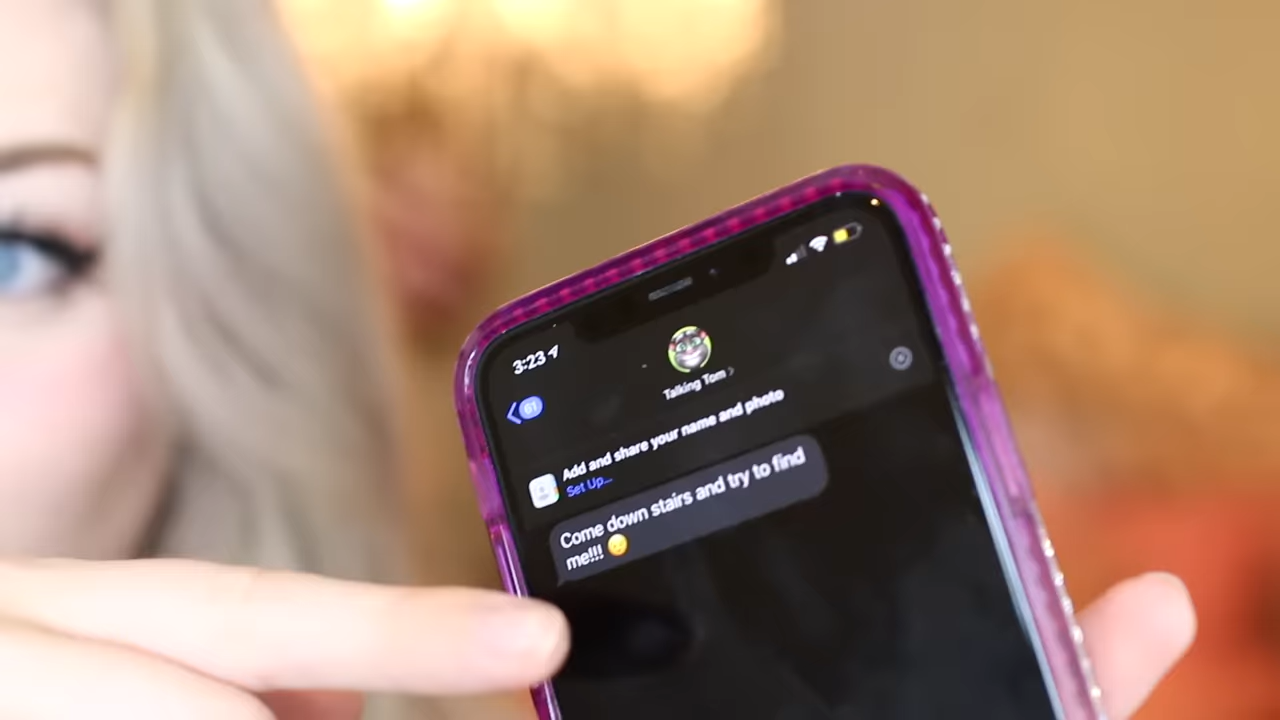 3:23
61
Talking Tom
Add and share your name and photo
Set Up...
Come down stairs and try to find
me!!! 😉